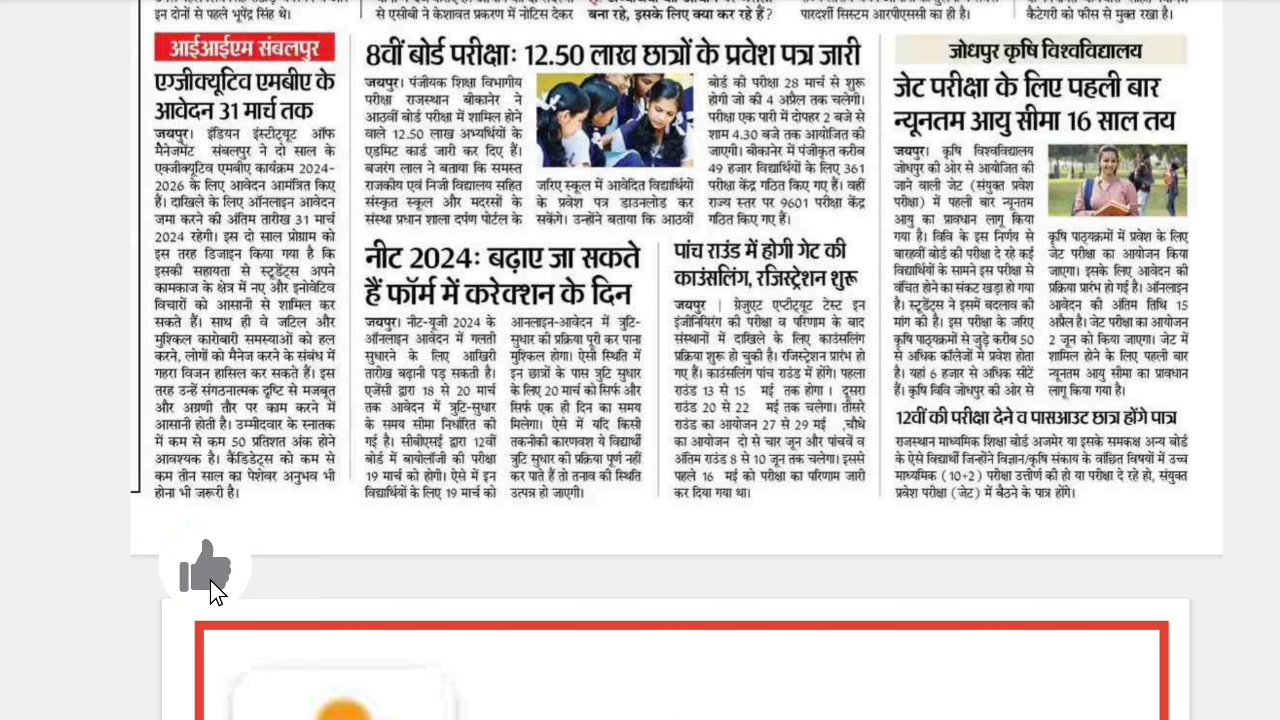 इन दोनों से पहले भूपेंद्र सिंह थे।
से एसीबी ने केशावत प्रकरण में नोटिस देकर
बना रहे, इसके लिए क्या कर रहे हैं?
पारदर्शी सिस्टम आरपीएससी का ही है।
कैटेगरी को फीस से मुक्त रखा है।
आईआईएम संबलपुर
एग्जीक्यूटिव एमबीए के
आवेदन 31 मार्च तक
जयपुर। इंडियन इंस्टीट्यूट ऑफ
मैनेजमेंट संबलपुर ने दो साल के
एक्जीक्यूटिव एमबीए कार्यक्रम 2024-
2026 के लिए आवेदन आमंत्रित किए
हैं। दाखिले के लिए ऑनलाइन आवेदन
जमा करने की अंतिम तारीख 31 मार्च
2024 रहेगी। इस दो साल प्रोग्राम को
इस तरह डिजाइन किया गया है कि
इसकी सहायता से स्टूडेंट्स अपने
कामकाज के क्षेत्र में नए और इनोवेटिव
विचारों को आसानी से शामिल कर
सकते हैं। साथ ही वे जटिल और
मुश्किल कारोबारी समस्याओं को हल
करने, लोगों को मैनेज करने के संबंध में
गहरा विजन हासिल कर सकते हैं। इस
तरह उन्हें संगठनात्मक दृष्टि से मजबूत
और अग्रणी तौर पर काम करने में
आसानी होती है। उम्मीदवार के स्नातक
में कम से कम 50 प्रतिशत अंक होने
आवश्यक है। कैंडिडेट्स को कम से
कम तीन साल का पेशेवर अनुभव भी
होना भी जरूरी है।
8वीं बोर्ड परीक्षाः 12.50 लाख छात्रों के प्रवेश पत्र जारी
जयपुर। पंजीयक शिक्षा विभागीय
परीक्षा राजस्थान बीकानेर ने
आठवीं बोर्ड परीक्षा में शामिल होने
वाले 12.50 लाख अभ्यर्थियों के
एडमिट कार्ड जारी कर दिए हैं।
बजरंग लाल ने बताया कि समस्त
राजकीय एवं निजी विद्यालय सहित
संस्कृत स्कूल और मदरसों के
संस्था प्रधान शाला दर्पण पोर्टल के
जरिए स्कूल में आवेदित विद्यार्थियों
के प्रवेश पत्र डाउनलोड कर
सकेंगे। उन्होंने बताया कि आठवीं
बोर्ड की परीक्षा 28 मार्च से शुरू
होगी जो की 4 अप्रैल तक चलेगी।
परीक्षा एक पारी में दोपहर 2 बजे से
शाम 4.30 बजे तक आयोजित की
जाएगी। बीकानेर में पंजीकृत करीब
49 हजार विद्यार्थियों के लिए 361
परीक्षा केंद्र गठित किए गए हैं। वहीं
राज्य स्तर पर 9601 परीक्षा केंद्र
गठित किए गए हैं।
नीट 2024ः बढ़ाए जा सकते
हैं फॉर्म में करेक्शन के दिन
जयपुर। नीट-यूजी 2024 के
ऑनलाइन आवेदन में गलती
सुधारने के लिए आखिरी
तारीख बढ़ानी पड़ सकती है।
एजेंसी द्वारा 18 से 20 मार्च
तक आवेदन में त्रुटि-सुधार
के समय सीमा निर्धारित की
गई है। सीबीएसई द्वारा 12वीं
बोर्ड में बायोलॉजी की परीक्षा
19 मार्च को होगी। ऐसे में इन
विद्यार्थियों के लिए 19 मार्च को
आनलाइन-आवेदन में त्रुटि-
सुधार की प्रक्रिया पूरी कर पाना
मुश्किल होगा। ऐसी स्थिति में
इन छात्रों के पास त्रुटि सुधार
के लिए 20 मार्च को सिर्फ और
सिर्फ एक ही दिन का समय
मिलेगा। ऐसे में यदि किसी
तकनीकी कारणवश ये विद्यार्थी
त्रुटि सुधार की प्रक्रिया पूर्ण नहीं
कर पाते हैं तो तनाव की स्थिति
उत्पन्न हो जाएगी।
पांच राउंड में होगी गेट की
काउंसलिंग, रजिस्ट्रेशन शुरू
जयपुर | ग्रेजुएट एप्टीट्यूट टेस्ट इन
इंजीनियरिंग की परीक्षा व परिणाम के बाद
संस्थानों में दाखिले के लिए काउंसलिंग
प्रक्रिया शुरू हो चुकी है। रजिस्ट्रेशन प्रारंभ हो
गए हैं। काउंसलिंग पांच राउंड में होंगे। पहला
राउंड 13 से 15 मई तक होगा । दूसरा
राउंड 20 से 22 मई तक चलेगा। तीसरे
राउंड का आयोजन 27 से 29 मई ,चौथे
का आयोजन दो से चार जून और पांचवें व
अंतिम राउंड 8 से 10 जून तक चलेगा। इससे
पहले 16 मई को परीक्षा का परिणाम जारी
कर दिया गया था।
जोधपुर कृषि विश्वविद्यालय
जेट परीक्षा के लिए पहली बार
न्यूनतम आयु सीमा 16 साल तय
जयपुर। कृषि विश्वविद्यालय
जोधपुर की ओर से आयोजित की
जाने वाली जेट (संयुक्त प्रवेश
परीक्षा) में पहली बार न्यूनतम
आयु का प्रावधान लागू किया
गया है। विवि के इस निर्णय से
बारहवीं बोर्ड की परीक्षा दे रहे कई
विद्यार्थियों के सामने इस परीक्षा से
वंचित होने का संकट खड़ा हो गया
है। स्टूडेंट्स ने इसमें बदलाव की
मांग की है। इस परीक्षा के जरिए
कृषि पाठ्यक्रमों से जुड़े करीब 50
से अधिक कॉलेजों में प्रवेश होता
है। यहां 6 हजार से अधिक सीटें
हैं। कृषि विवि जोधपुर की ओर से
कृषि पाठ्यक्रमों में प्रवेश के लिए
जेट परीक्षा का आयोजन किया
जाएगा। इसके लिए आवेदन की
प्रक्रिया प्रारंभ हो गई है। ऑनलाइन
आवेदन की अंतिम तिथि 15
अप्रैल है। जेट परीक्षा का आयोजन
2 जून को किया जाएगा। जेट में
शामिल होने के लिए पहली बार
न्यूनतम आयु सीमा का प्रावधान
लागू किया गया है।
12वीं की परीक्षा देने व पासआउट छात्र होंगे पात्र
राजस्थान माध्यमिक शिक्षा बोर्ड अजमेर या इसके समकक्ष अन्य बोर्ड
के ऐसे विद्यार्थी जिन्होंने विज्ञान/कृषि संकाय के वांछित विषयों में उच्च
माध्यमिक (10+2) परीक्षा उत्तीर्ण की हो या परीक्षा दे रहे हो, संयुक्त
प्रवेश परीक्षा (जेट) में बैठने के पात्र होंगे।